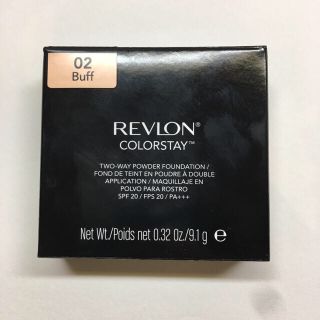 02
Buff
REVLON®
COLORSTAY™
TWO-WAY POWDER FOUNDATION /
FOND DE TEINT EN POUDRE À DOUBLE
APPLICATION / MAQUILLAJE EN
POLVO PARA ROSTRO
SPF 20 / FPS 20 / PA+++
Net Wt./Poids net 0.32 Oz./9.1 g ℮